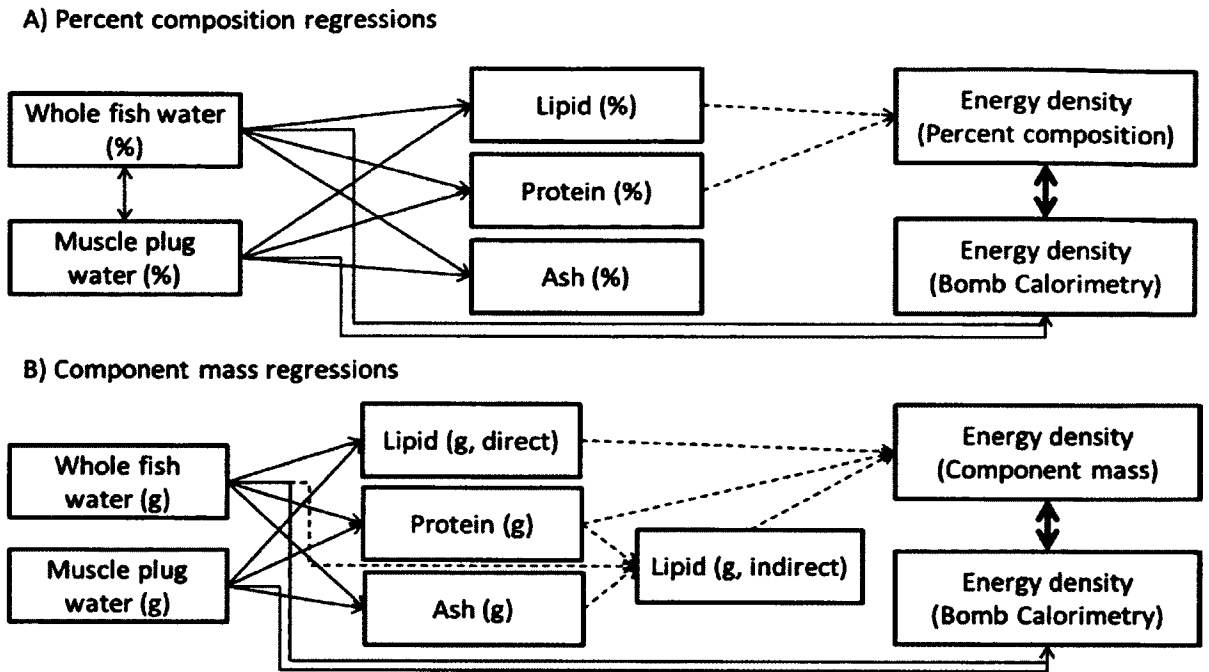 A) Percent composition regressions
Whole fish water
(%)
Muscle plug
water (%)
Lipid (%)
Protein (%)
Ash (%)
Energy density
(Percent composition)
Energy density
(Bomb Calorimetry)
B) Component mass regressions
Whole fish
water (g)
Muscle plug
water (g)
Lipid (g, direct)
Protein (g)
Ash (g)
Lipid (g, indirect)
Energy density
(Component mass)
Energy density
(Bomb Calorimetry)